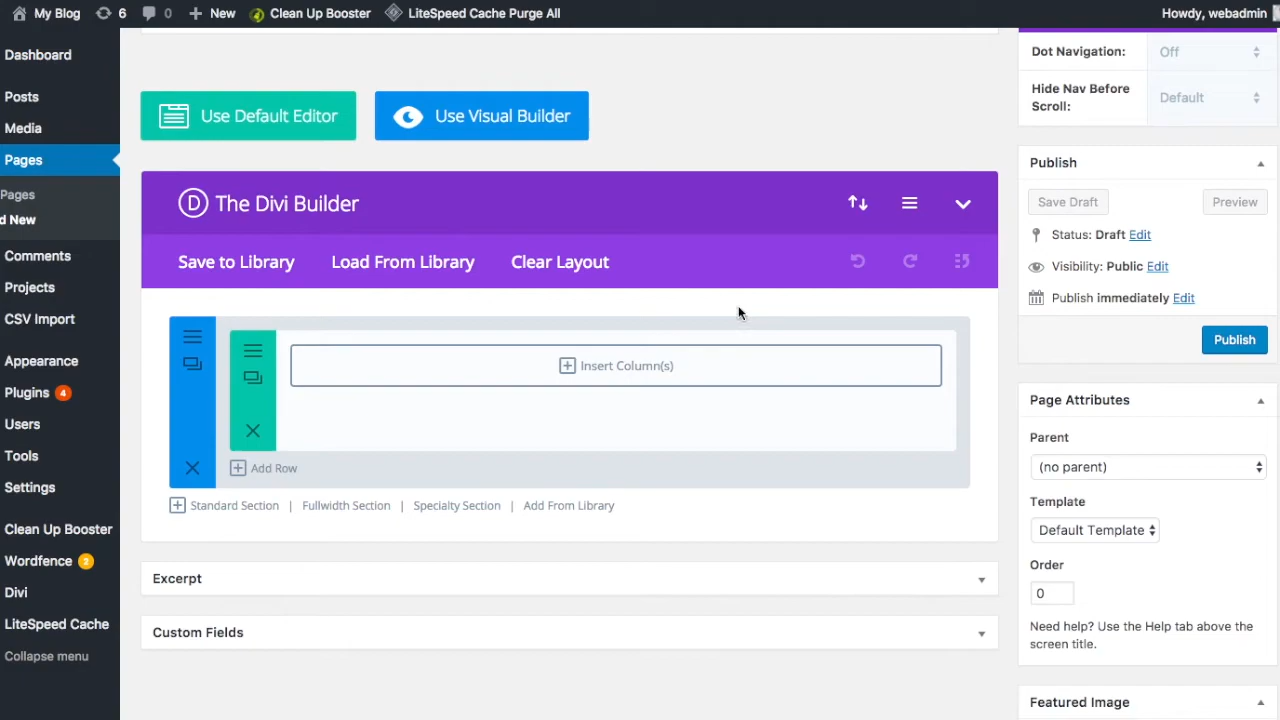 My Blog 6 0 New Clean Up Booster LiteSpeed Cache Purge All Howdy, webadmin
Dashboard
Posts
Media
Pages
Pages
d New
Comments
Projects
CSV Import
Appearance
Plugins 4
Users
Tools
Settings
Clean Up Booster
Wordfence 2
Divi
LiteSpeed Cache
Collapse menu
Use Default Editor Use Visual Builder
D The Divi Builder
Save to Library Load From Library Clear Layout
Insert Column(s)
Add Row
Standard Section | Fullwidth Section | Specialty Section | Add From Library
Excerpt
Custom Fields
Dot Navigation: Off
Hide Nav Before
Scroll: Default
Publish
Save Draft Preview
Status: Draft Edit
Visibility: Public Edit
Publish immediately Edit
Publish
Page Attributes
Parent
(no parent)
Template
Default Template
Order
0
Need help? Use the Help tab above the
screen title.
Featured Image